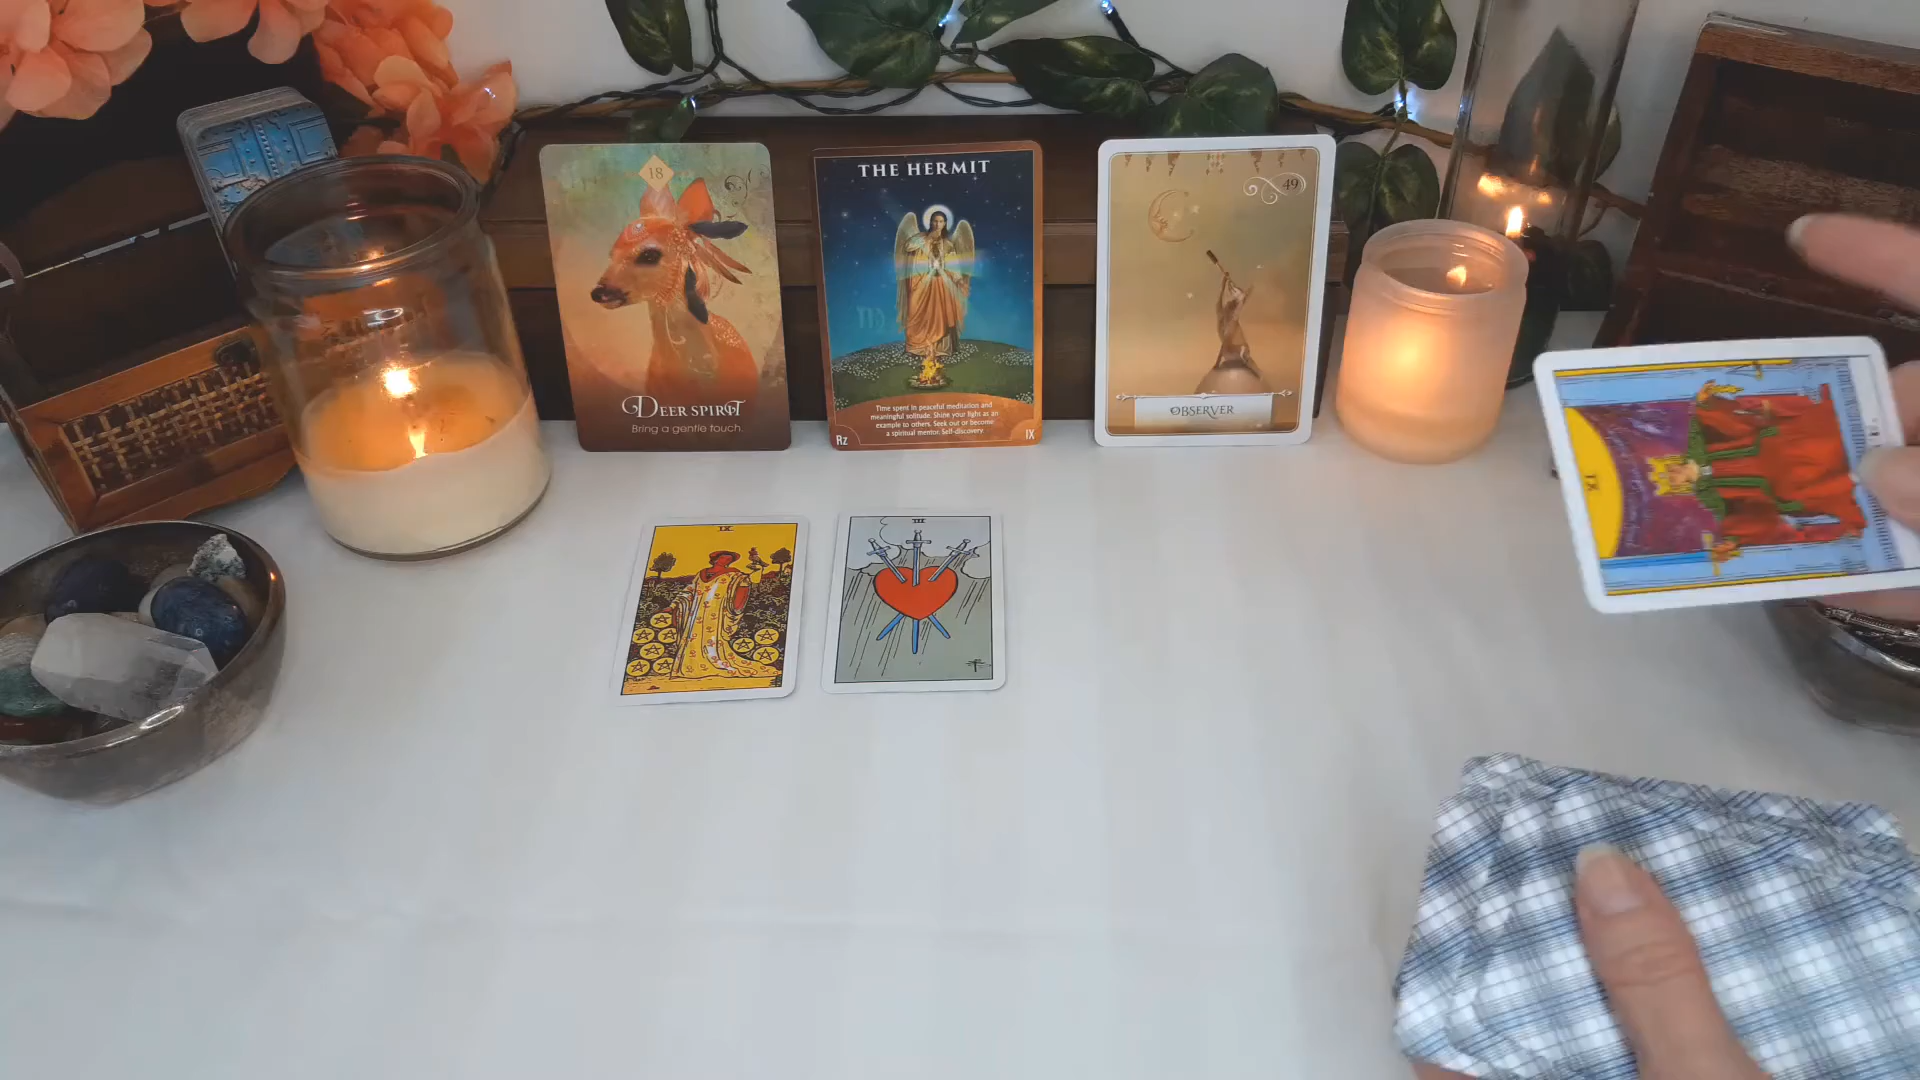 18
DEER SPIRIT
Bring a gentle touch.
THE HERMIT
Time spent in peaceful meditation and
meaningful solitude. Shine your light as an
example to others. Seek out or become
a spiritual mentor. Self-discovery.
Rz
IX
49
OBSERVER
IX
III
XI